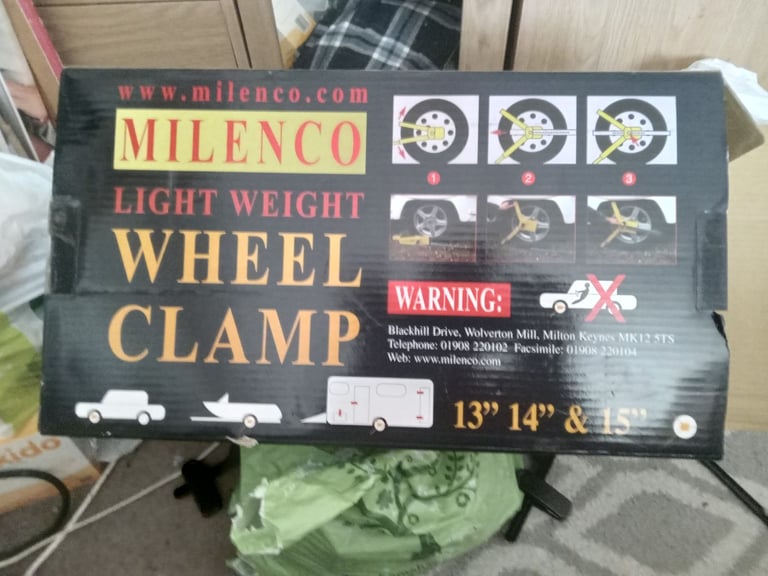 www.milenco.com
MILENCO
LIGHT WEIGHT
WHEEL
CLAMP
1 2 3
WARNING:
Blackhill Drive, Wolverton Mill, Milton Keynes MK12 5TS
Telephone: 01908 220102 Facsimile: 01908 220104
Web: www.milenco.com
13” 14” & 15”
kido